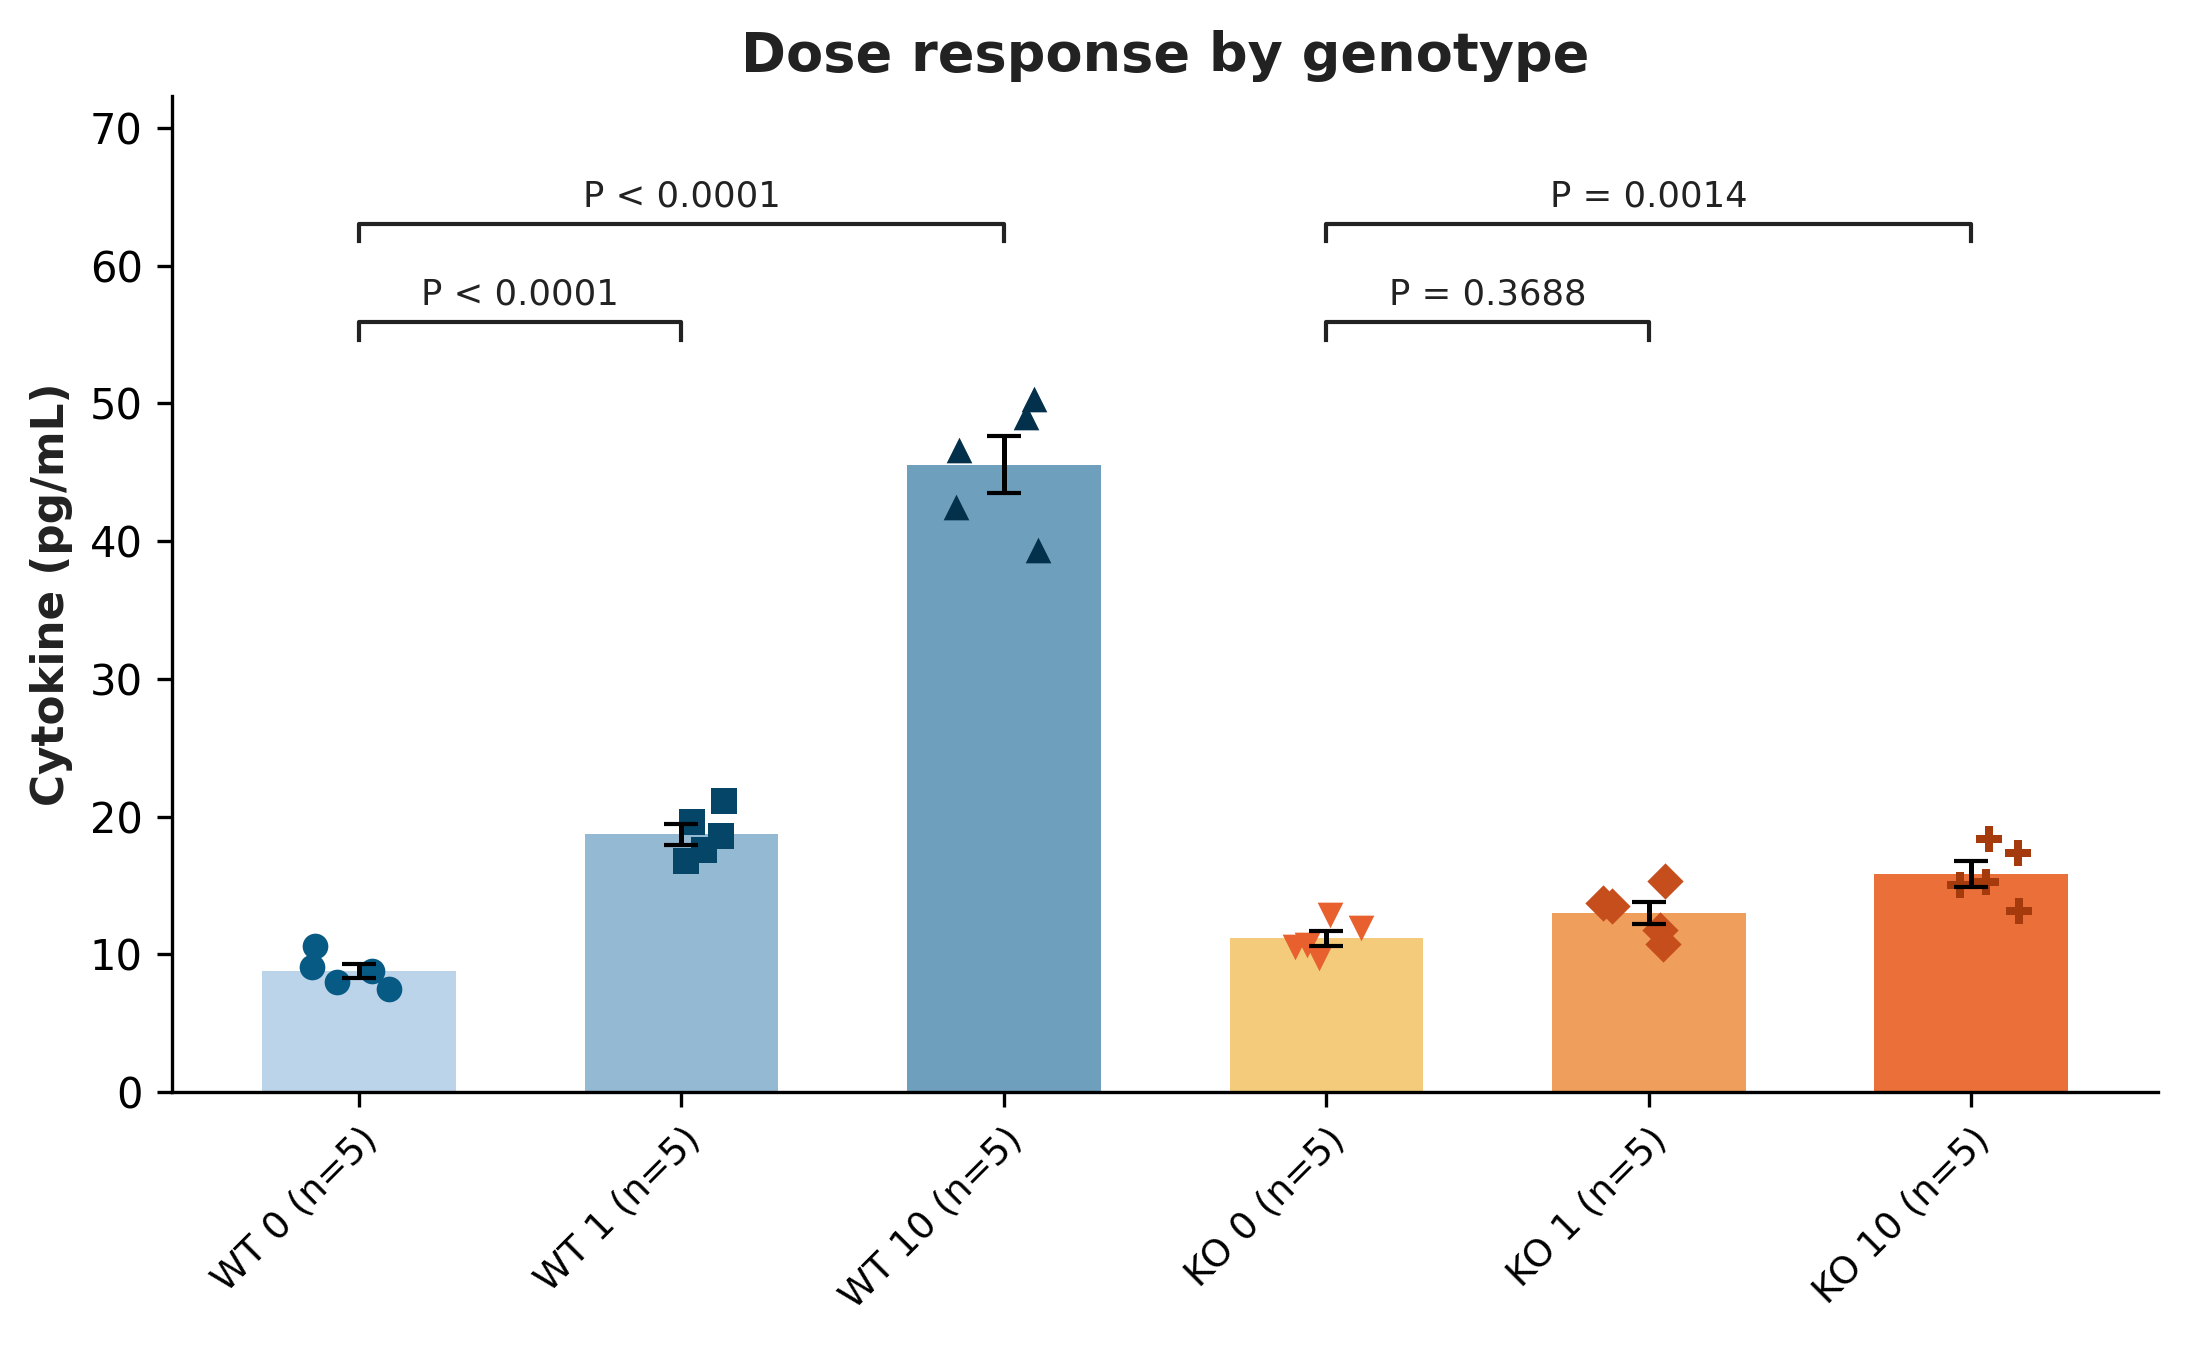 Dose response by genotype
Cytokine (pg/mL)
70
60
50
40
30
20
10
0
P < 0.0001
P = 0.0014
P < 0.0001
P = 0.3688
WT 0 (n=5)
WT 1 (n=5)
WT 10 (n=5)
KO 0 (n=5)
KO 1 (n=5)
KO 10 (n=5)